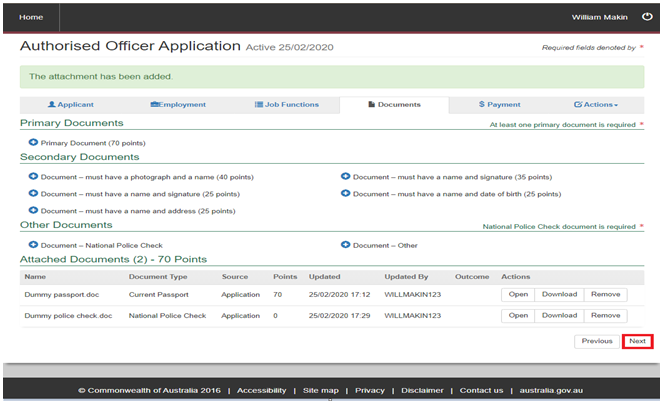 Home William Makin
Authorised Officer Application Active 25/02/2020 Required fields denoted by *
The attachment has been added.
Applicant Employment Job Functions Documents $ Payment Actions
Primary Documents At least one primary document is required *
Primary Document (70 points)
Secondary Documents
Document – must have a photograph and a name (40 points) Document – must have a name and signature (35 points)
Document – must have a name and signature (25 points) Document – must have a name and date of birth (25 points)
Document – must have a name and address (25 points)
Other Documents National Police Check document is required *
Document – National Police Check Document – Other
Attached Documents (2) - 70 Points
Name Document Type Source Points Updated Updated By Outcome Actions
Dummy passport.doc Current Passport Application 70 25/02/2020 17:12 WILLMAKIN123 Open Download Remove
Dummy police check.doc National Police Check Application 0 25/02/2020 17:29 WILLMAKIN123 Open Download Remove
Previous Next
© Commonwealth of Australia 2016 | Accessibility | Site map | Privacy | Disclaimer | Contact us | australia.gov.au